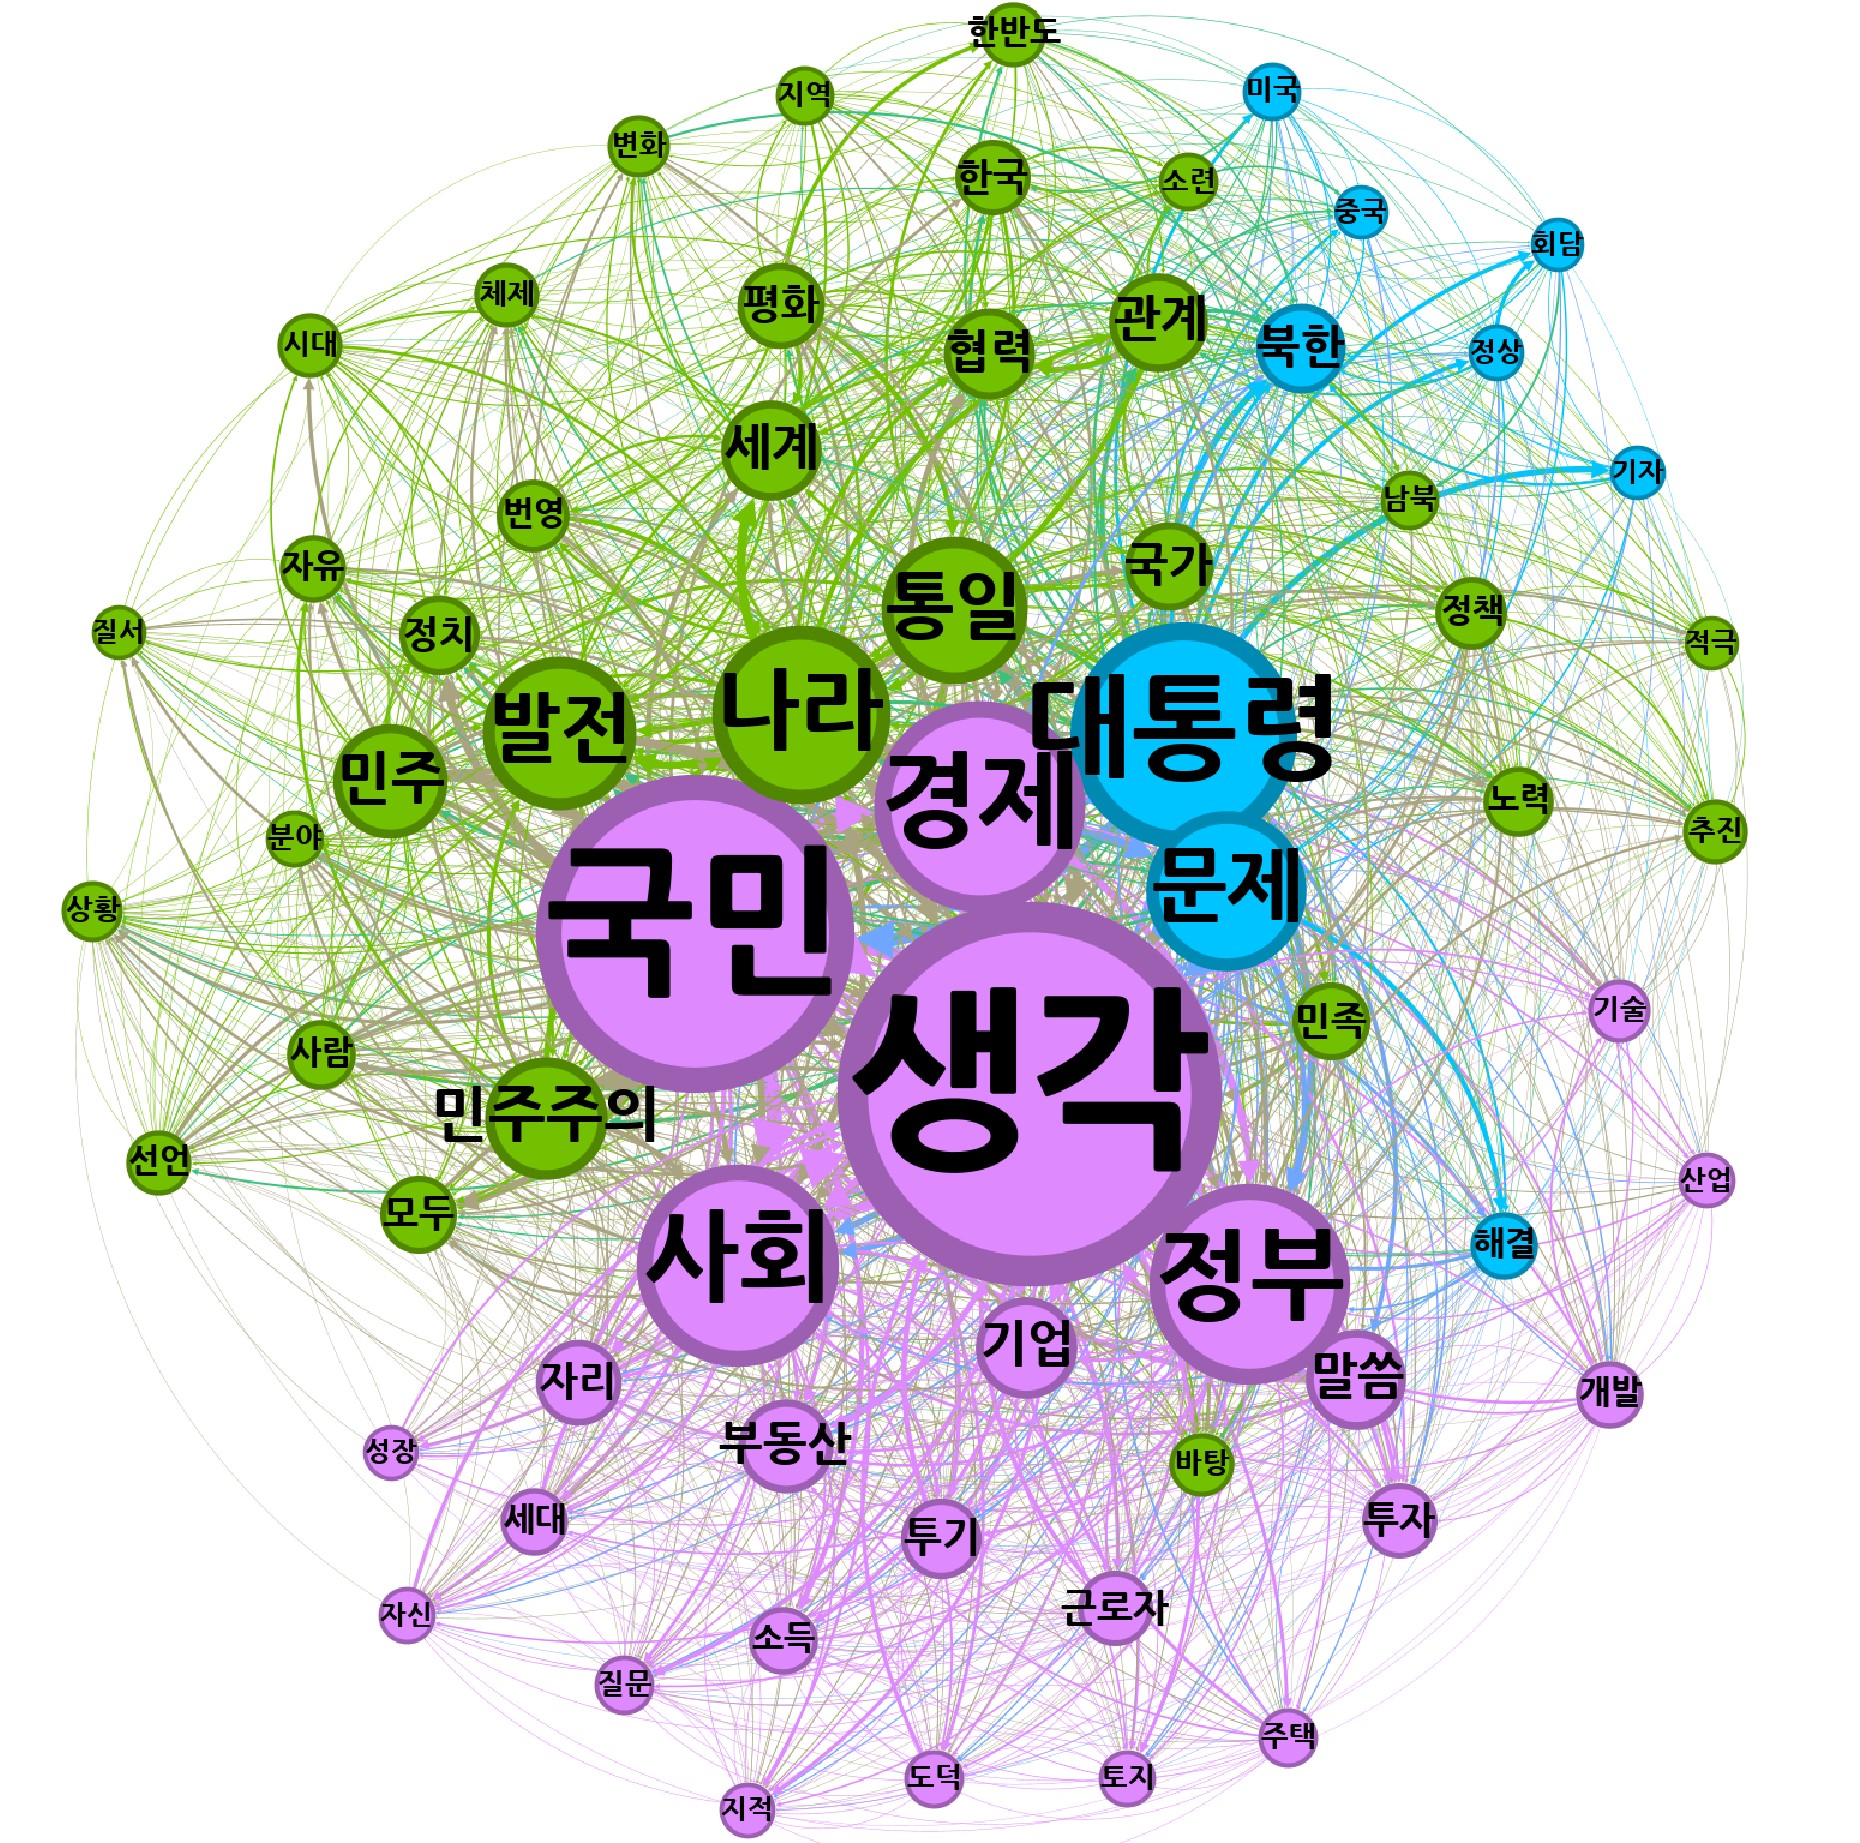 한반도
미국
지역
변화
한국
소련
중국
회담
체제
평화
관계
시대
협력
북한
정상
세계
기자
남북
번영
자유
국가
통일
정책
질서
정치
적극
발전
나라
대통령
민주
경제
노력
분야
추진
문제
상황
국민
기술
민족
사람
생각
민주주의
선언
산업
모두
사회
해결
정부
기업
자리
말씀
개발
부동산
성장
바탕
세대
투자
투기
자신
근로자
소득
질문
주택
도덕
토지
지적